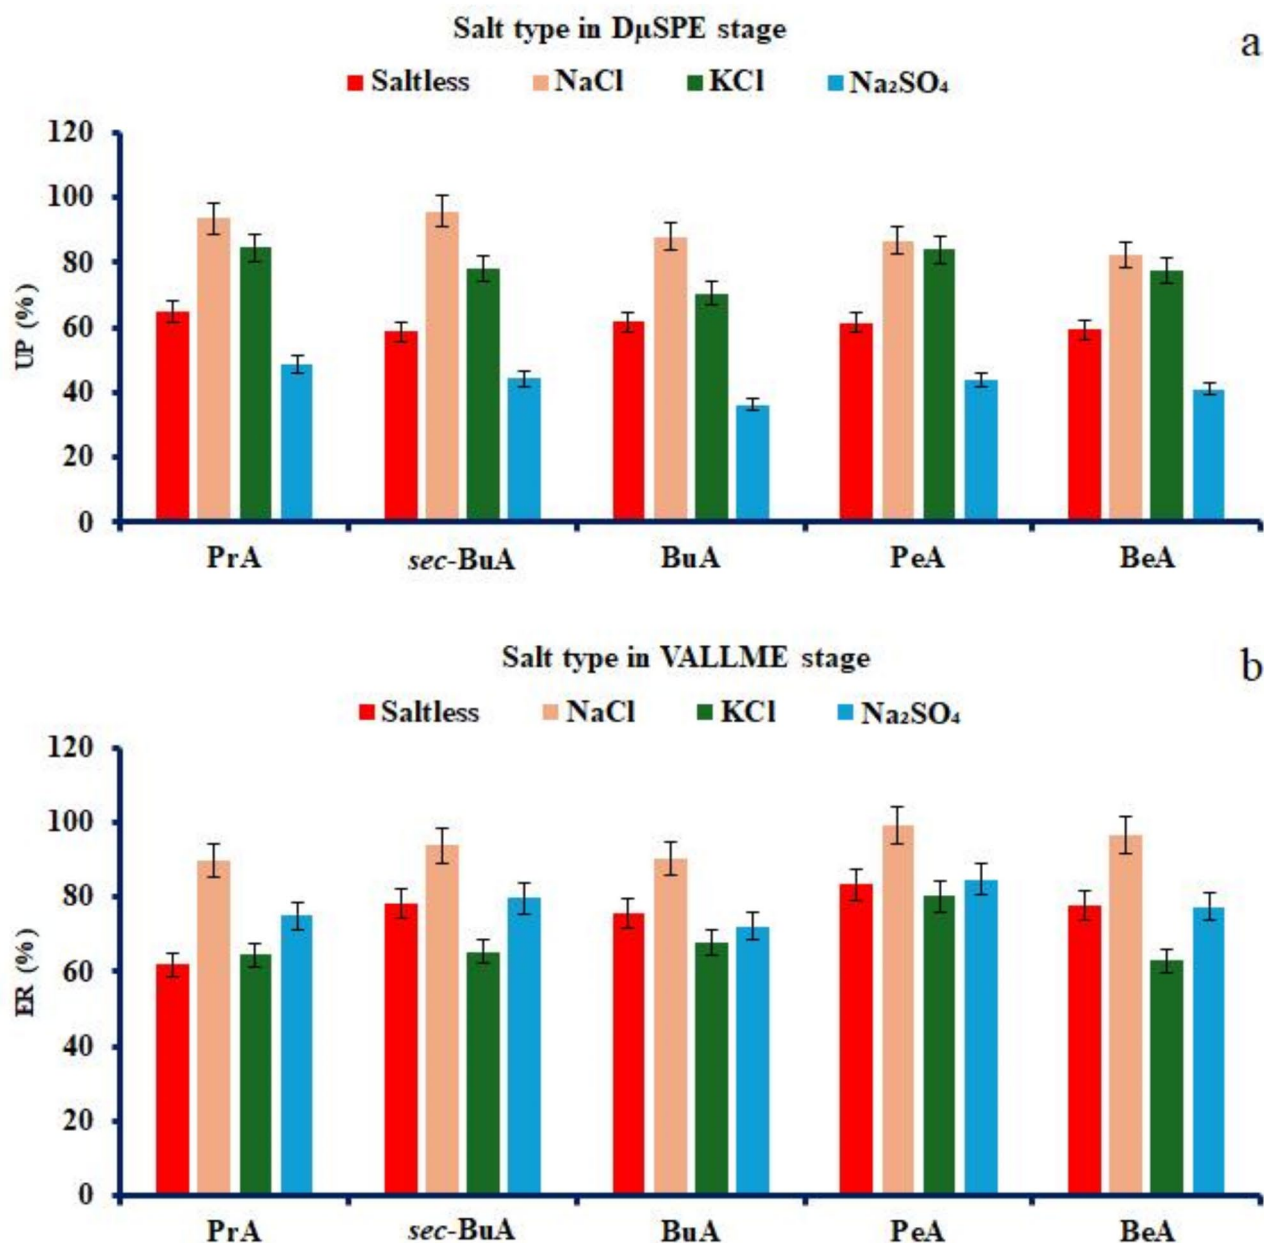 Salt type in DµSPE stage
a
Saltless NaCl KCl Na₂SO₄
120
100
80
60
40
20
0
UP (%)
PrA sec-BuA BuA PeA BeA
Salt type in VALLME stage
b
Saltless NaCl KCl Na₂SO₄
120
100
80
60
40
20
0
ER (%)
PrA sec-BuA BuA PeA BeA